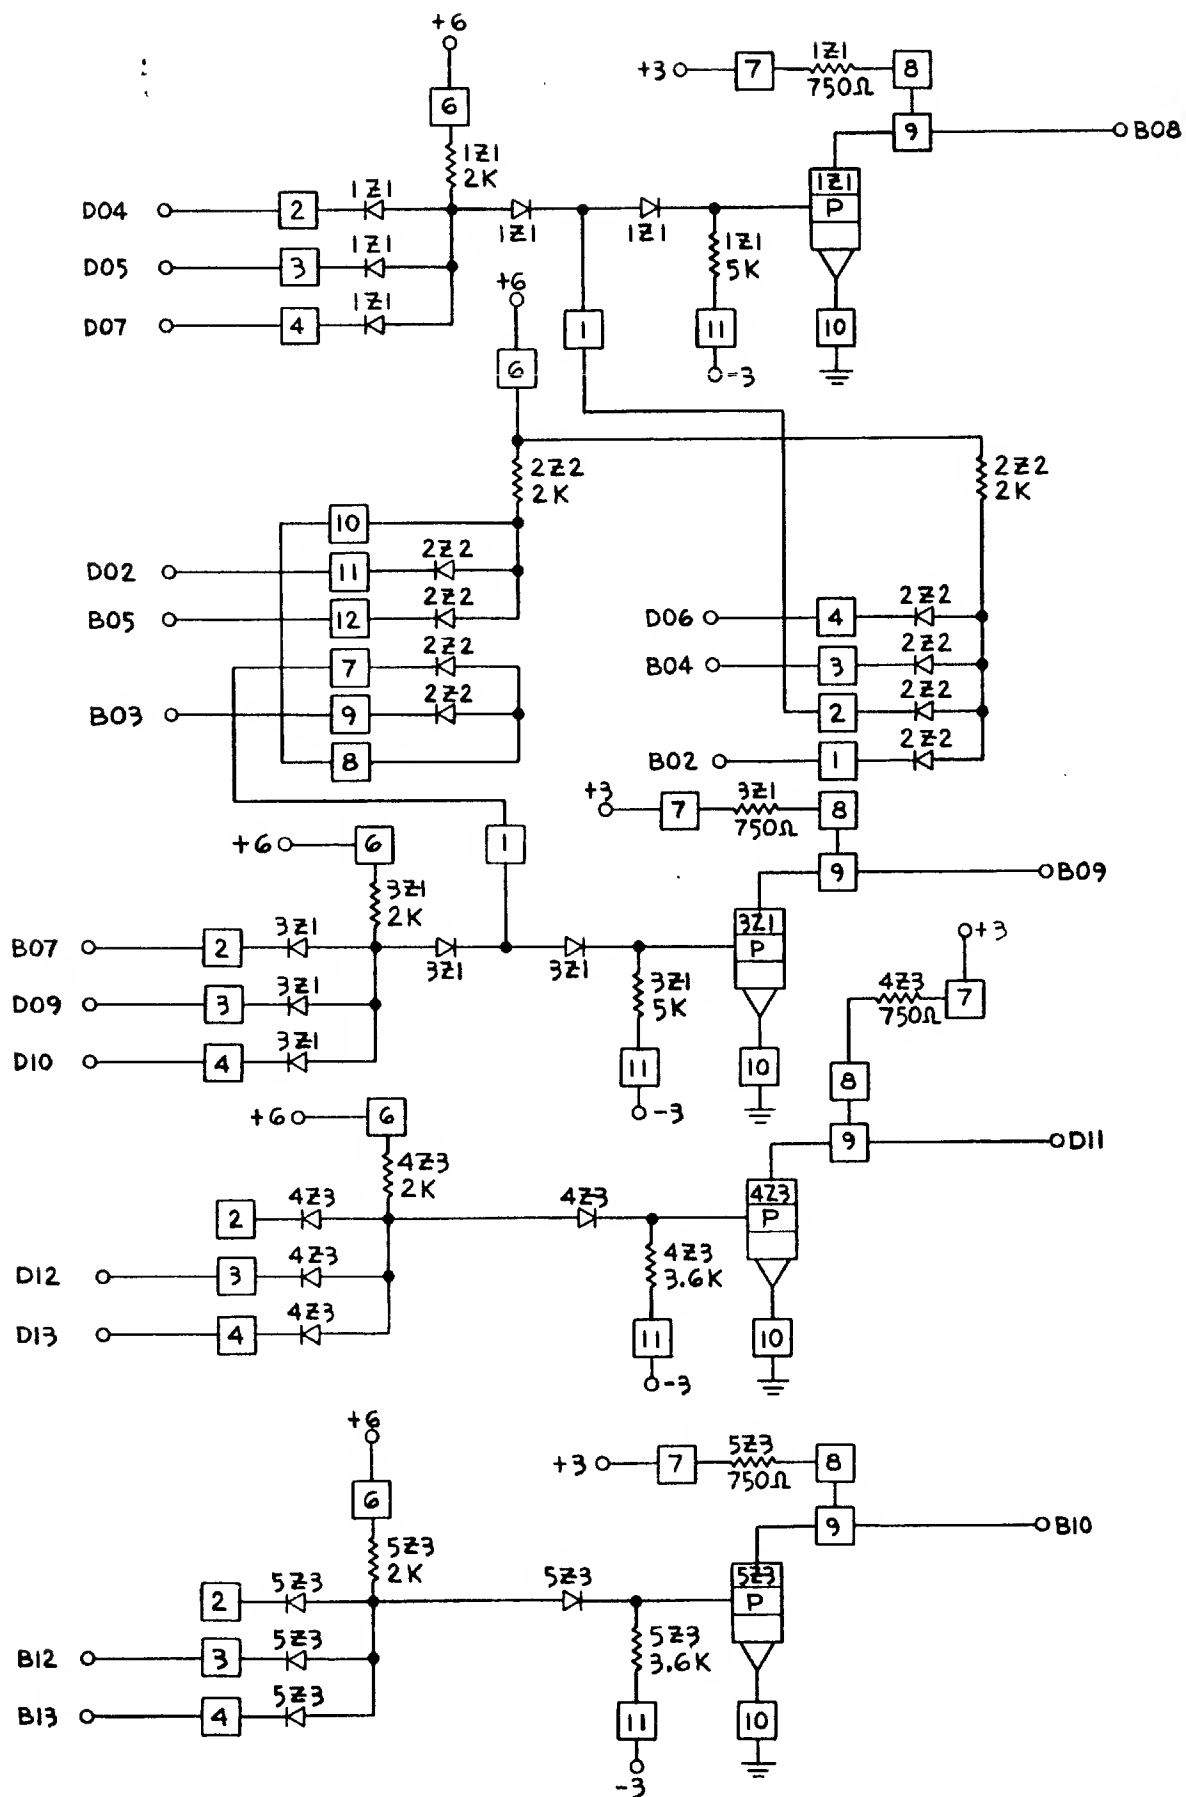 +6
6
1Z1
2K
+3
7
1Z1
750Ω
8
9
B08
D04
2
1Z1
1Z1
1Z1
1Z1
P
D05
3
1Z1
1Z1
5K
D07
4
1Z1
+6
1
11
10
6
-3
2Z2
2K
2Z2
2K
10
D02
11
2Z2
B05
12
2Z2
7
2Z2
B03
9
2Z2
8
D06
4
2Z2
B04
3
2Z2
2
2Z2
B02
1
2Z2
+3
7
3Z1
750Ω
8
9
B09
+6
6
1
3Z1
2K
B07
2
3Z1
3Z1
3Z1
3Z1
P
D09
3
3Z1
3Z1
5K
D10
4
3Z1
11
10
-3
+3
4Z3
750Ω
7
8
9
D11
+6
6
4Z3
2K
2
4Z3
4Z3
4Z3
P
D12
3
4Z3
4Z3
3.6K
D13
4
4Z3
11
10
-3
+6
6
5Z3
2K
+3
7
5Z3
750Ω
8
9
B10
2
5Z3
5Z3
5Z3
P
B12
3
5Z3
5Z3
3.6K
B13
4
5Z3
11
10
-3